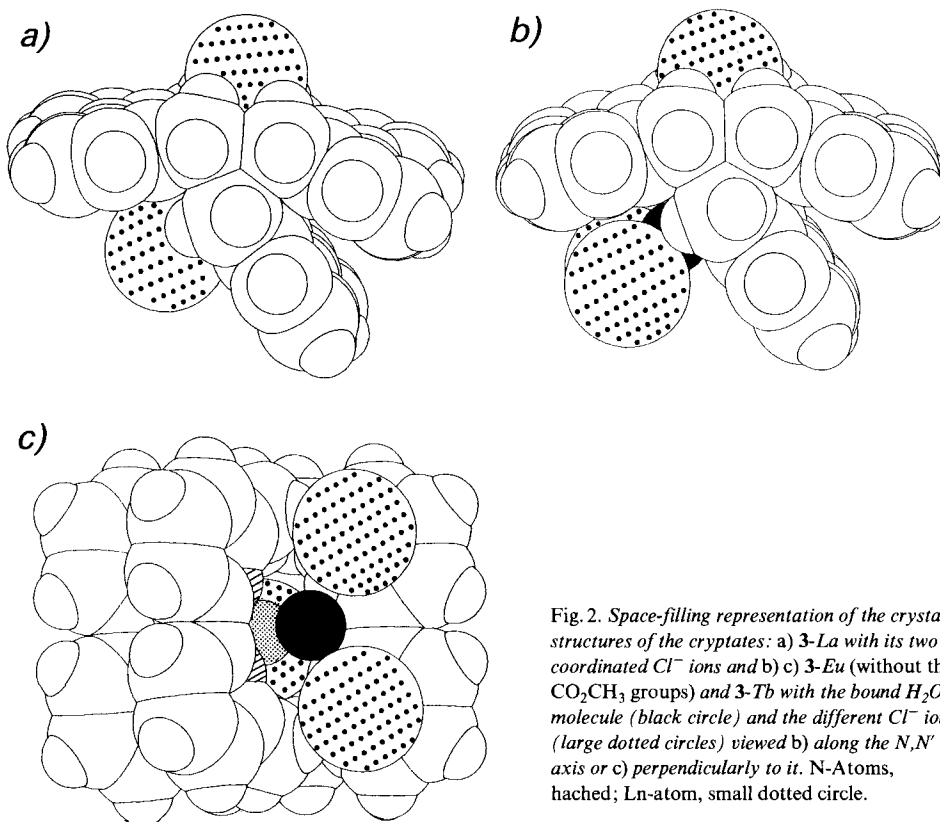 a)
b)
c)
Fig. 2. Space-filling representation of the crysta
structures of the cryptates: a) 3-La with its two
coordinated Cl⁻ ions and b) c) 3-Eu (without th
CO₂CH₃ groups) and 3-Tb with the bound H₂O
molecule (black circle) and the different Cl⁻ ion
(large dotted circles) viewed b) along the N,N′
axis or c) perpendicularly to it. N-Atoms,
hached; Ln-atom, small dotted circle.